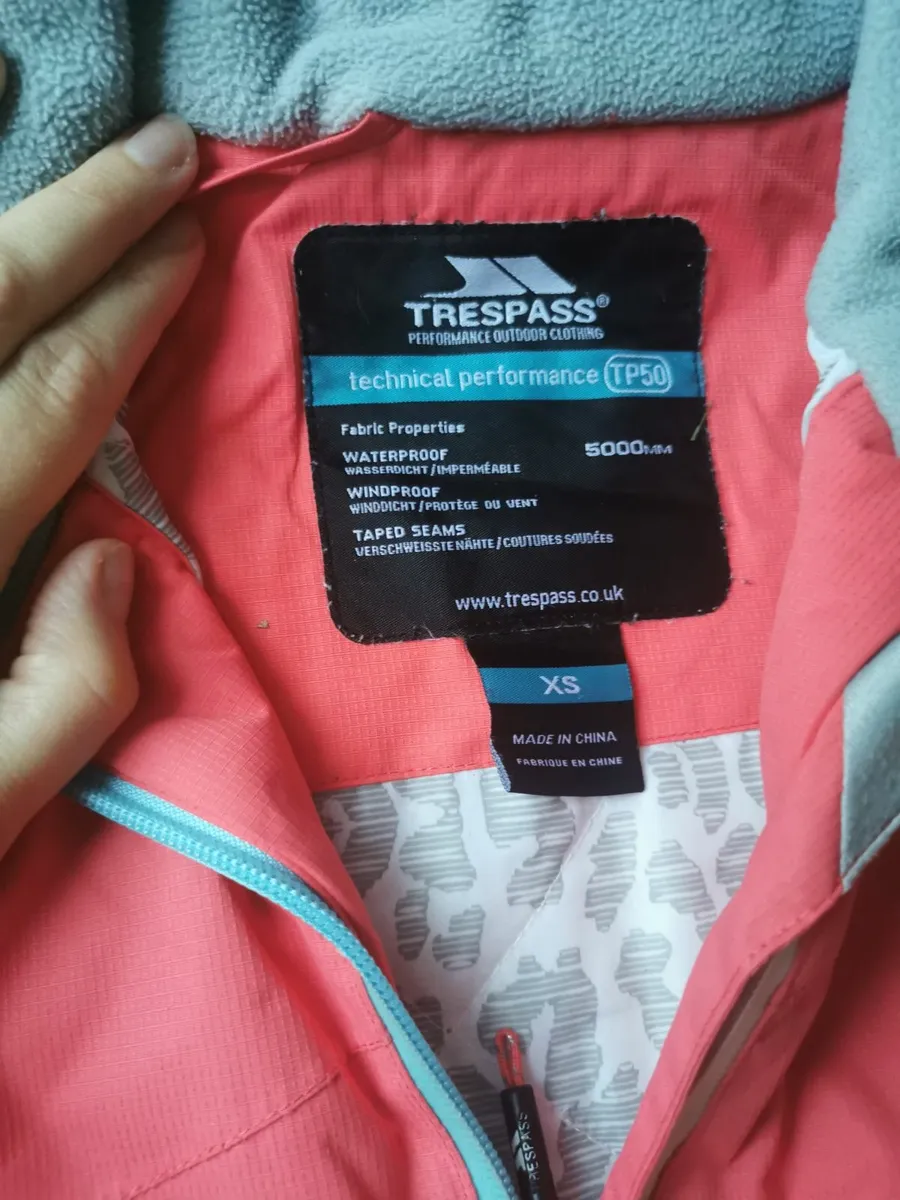 TRESPASS®
PERFORMANCE OUTDOOR CLOTHING
technical performance TP50
Fabric Properties
WATERPROOF 5000MM
WASSERDICHT/IMPERMÉABLE
WINDPROOF
WINDDICHT/PROTÈGE DU VENT
TAPED SEAMS
VERSCHWEISSTE NÄHTE/COUTURES SOUDÉES
www.trespass.co.uk
XS
MADE IN CHINA
FABRIQUE EN CHINE
TRESPASS